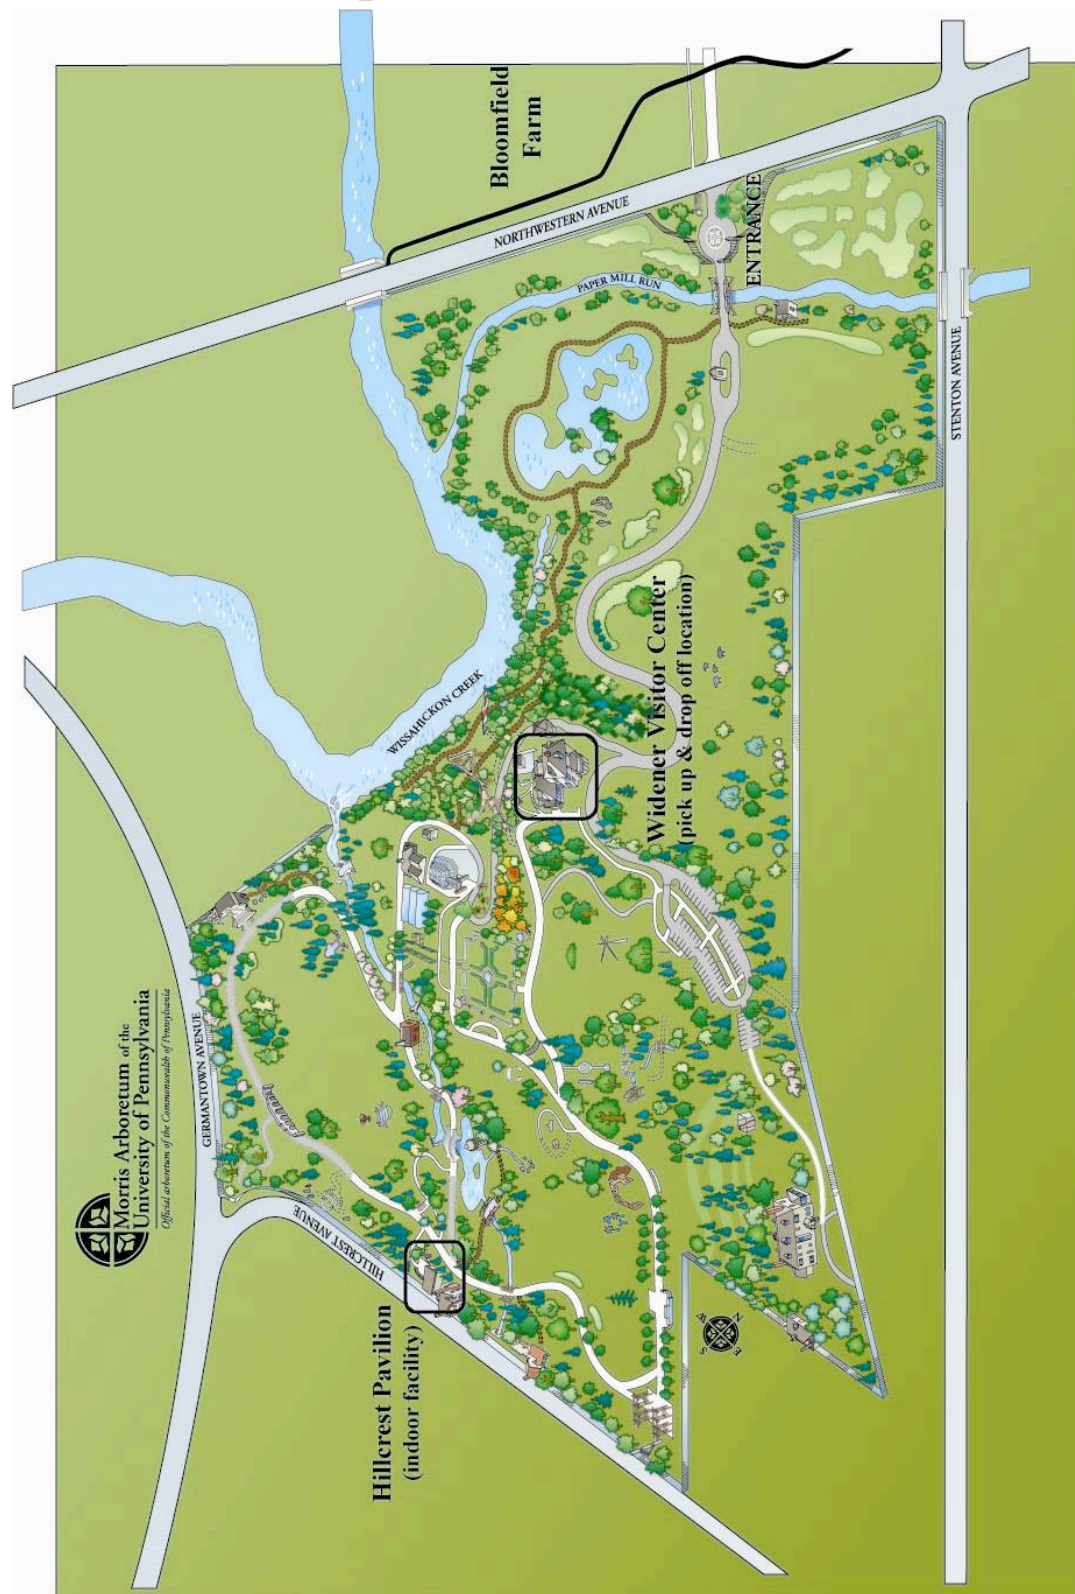 Morris Arboretum of the
University of Pennsylvania
Official arboretum of the Commonwealth of Pennsylvania
GERMANTOWN AVENUE
HILLCREST AVENUE
Hillcrest Pavilion
(indoor facility)
WISSAHICKON CREEK
Widener Visitor Center
(pick up & drop off location)
Bloomfield
Farm
NORTHWESTERN AVENUE
PAPER MILL RUN
ENTRANCE
STENTON AVENUE
N
E
S
W